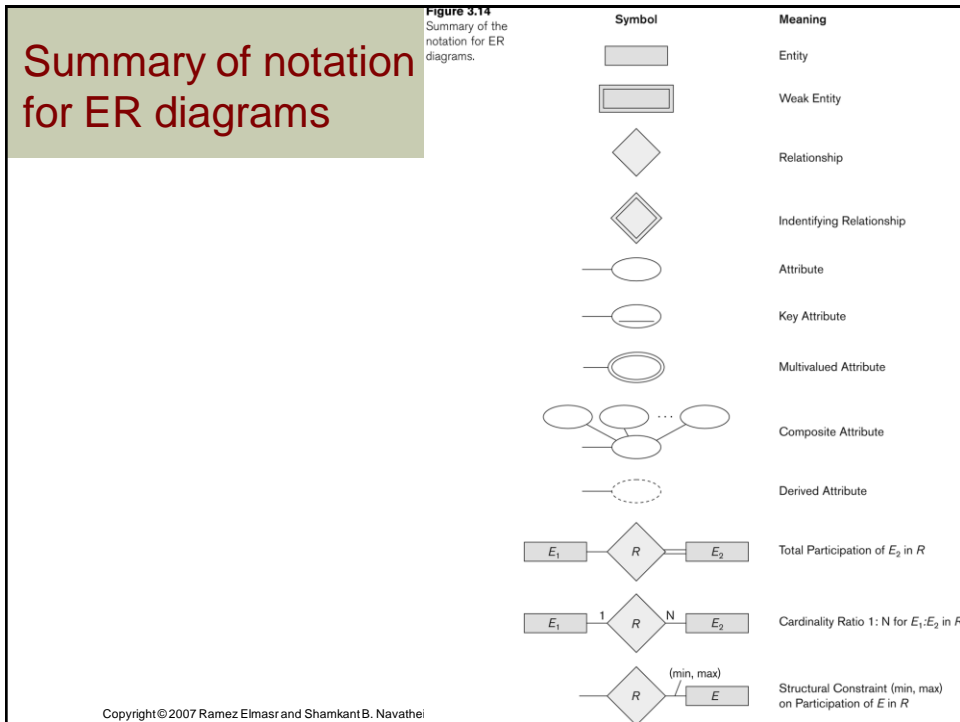 Summary of notation
for ER diagrams
Figure 3.14
Summary of the
notation for ER
diagrams.
Symbol Meaning
Entity
Weak Entity
Relationship
Indentifying Relationship
Attribute
Key Attribute
Multivalued Attribute
...
Composite Attribute
Derived Attribute
E₁ R E₂ Total Participation of E₂ in R
E₁ 1 R N E₂ Cardinality Ratio 1: N for E₁:E₂ in R
(min, max)
R E Structural Constraint (min, max)
on Participation of E in R
Copyright © 2007 Ramez Elmasr and Shamkant B. Navathei